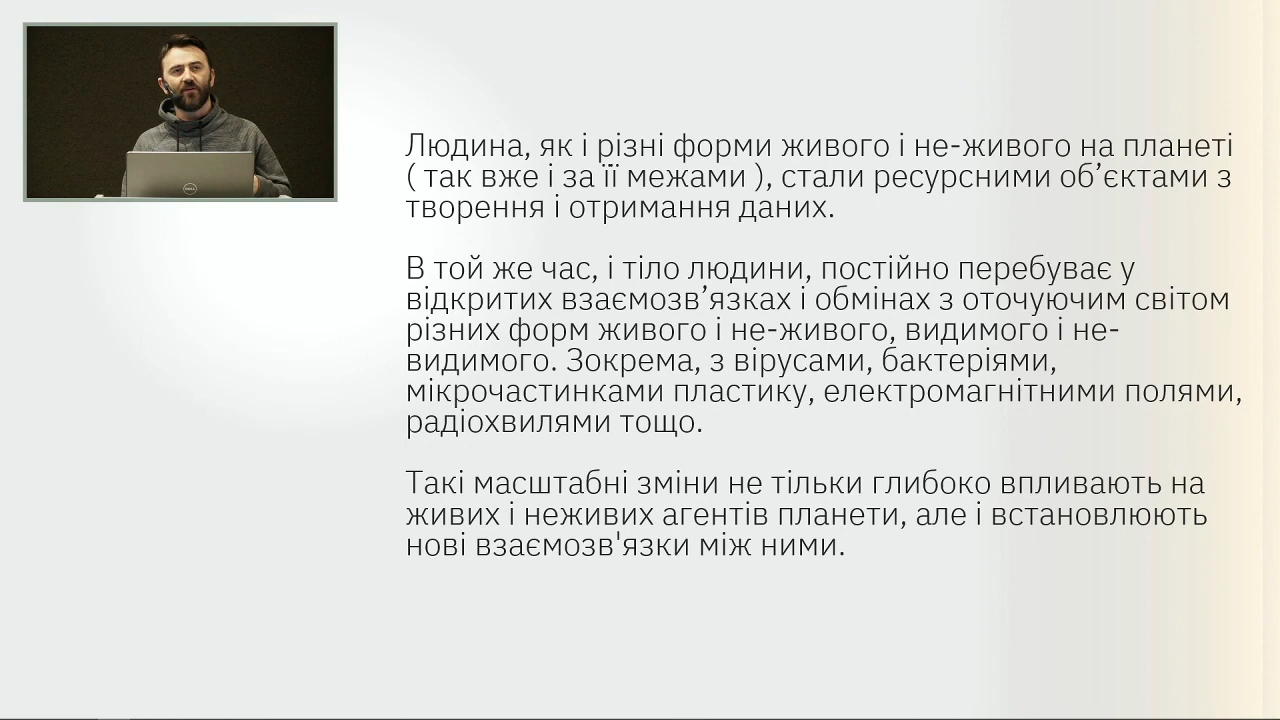 Людина, як і різні форми живого і не-живого на планеті
( так вже і за її межами ), стали ресурсними об’єктами з
творення і отримання даних.
В той же час, і тіло людини, постійно перебуває у
відкритих взаємозв’язках і обмінах з оточуючим світом
різних форм живого і не-живого, видимого і не-
видимого. Зокрема, з вірусами, бактеріями,
мікрочастинками пластику, електромагнітними полями,
радіохвилями тощо.
Такі масштабні зміни не тільки глибоко впливають на
живих і неживих агентів планети, але і встановлюють
нові взаємозв'язки між ними.
DELL